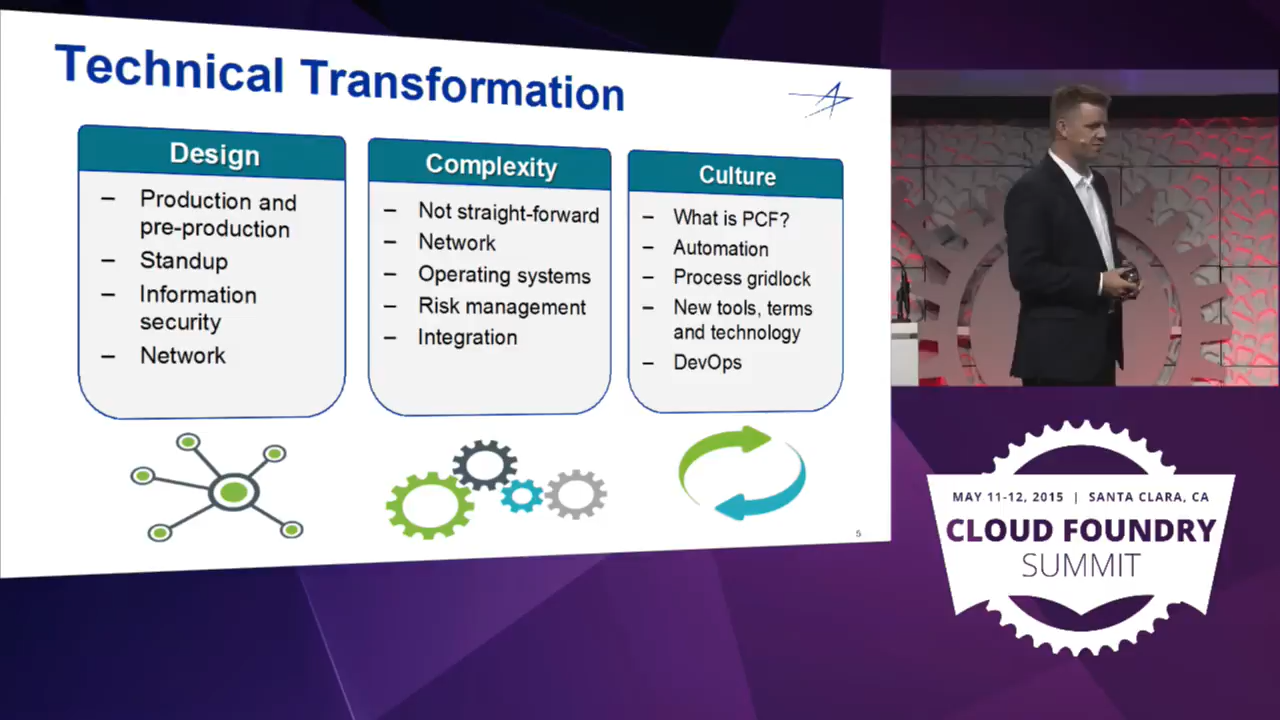 Technical Transformation
Design
– Production and
pre-production
– Standup
– Information
security
– Network
Complexity
– Not straight-forward
– Network
– Operating systems
– Risk management
– Integration
Culture
– What is PCF?
– Automation
– Process gridlock
– New tools, terms
and technology
– DevOps
5
MAY 11-12, 2015 | SANTA CLARA, CA
CLOUD FOUNDRY
SUMMIT